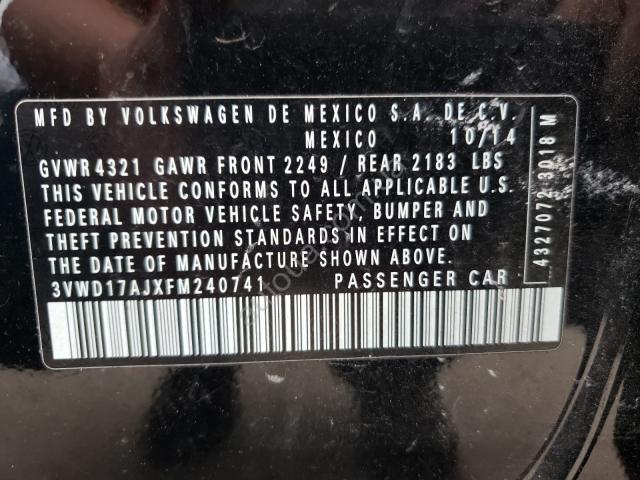 MFD BY VOLKSWAGEN DE MEXICO S.A. DE C.V.
MEXICO 10/14
GVWR 4321 GAWR FRONT 2249 / REAR 2183 LBS
THIS VEHICLE CONFORMS TO ALL APPLICABLE U.S.
FEDERAL MOTOR VEHICLE SAFETY, BUMPER AND
THEFT PREVENTION STANDARDS IN EFFECT ON
THE DATE OF MANUFACTURE SHOWN ABOVE.
3VWD17AJXFM240741 PASSENGER CAR
4327072 3018 M